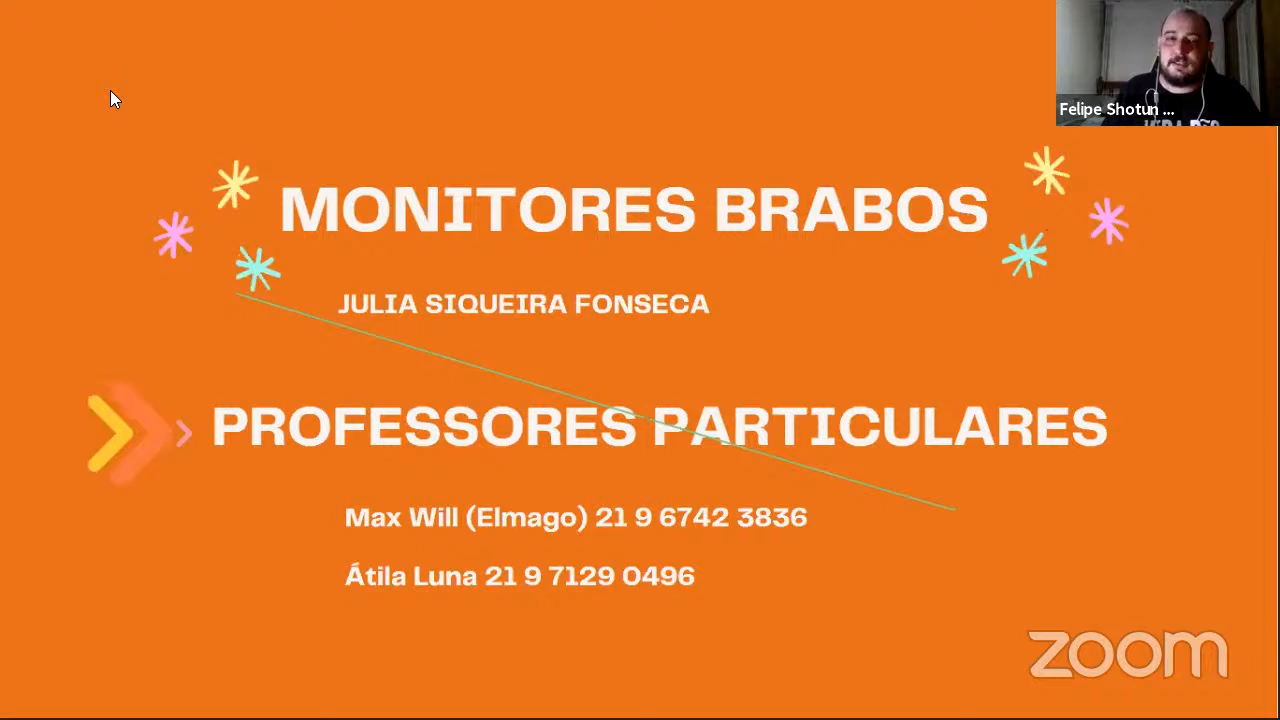 Felipe Shotun ...
MONITORES BRABOS
JULIA SIQUEIRA FONSECA
PROFESSORES PARTICULARES
Max Will (Elmago) 21 9 6742 3836
Átila Luna 21 9 7129 0496
zoom